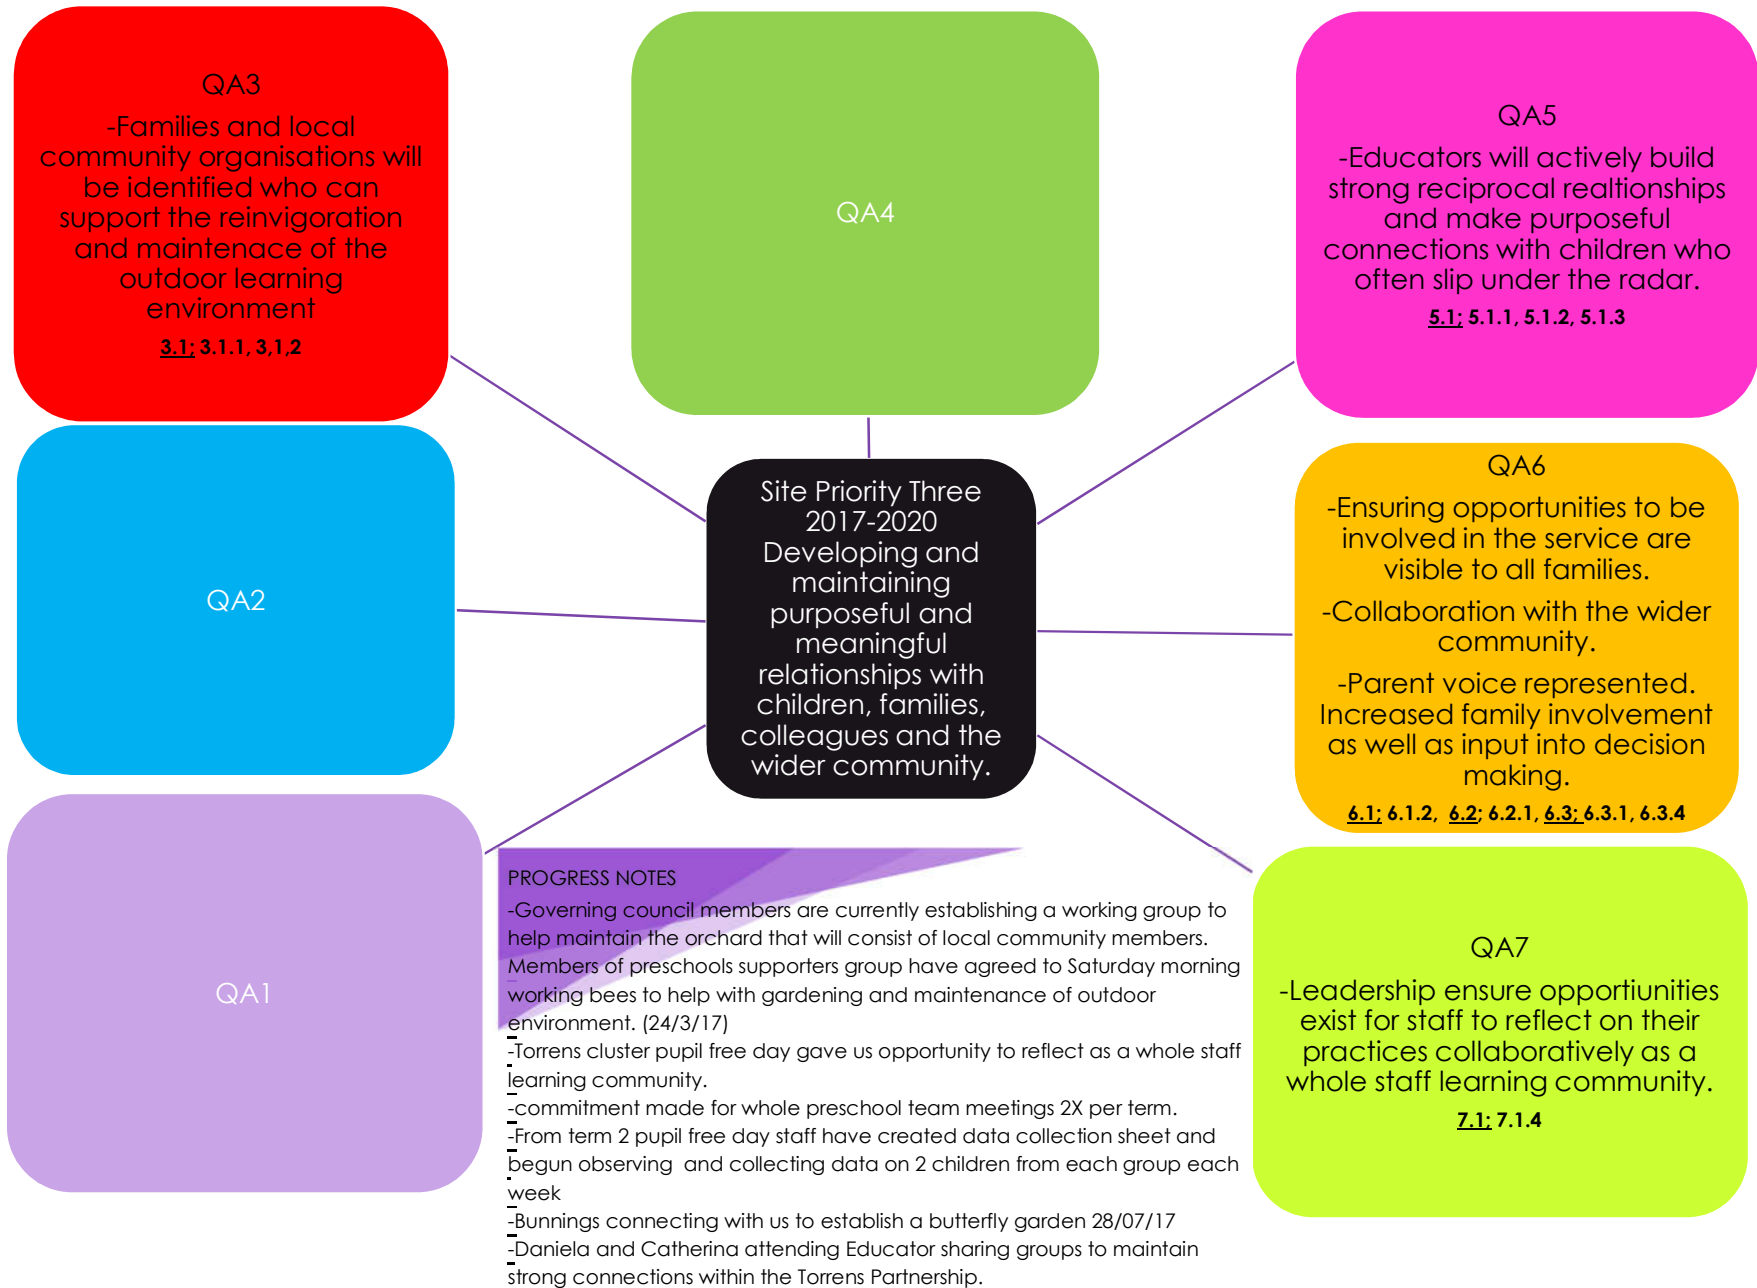 QA3
-Families and local
community organisations will
be identified who can
support the reinvigoration
and maintenace of the
outdoor learning
environment
3.1; 3.1.1, 3,1,2
QA4
QA5
-Educators will actively build
strong reciprocal realtionships
and make purposeful
connections with children who
often slip under the radar.
5.1; 5.1.1, 5.1.2, 5.1.3
QA2
Site Priority Three
2017-2020
Developing and
maintaining
purposeful and
meaningful
relationships with
children, families,
colleagues and the
wider community.
QA6
-Ensuring opportunities to be
involved in the service are
visible to all families.
-Collaboration with the wider
community.
-Parent voice represented.
Increased family involvement
as well as input into decision
making.
6.1; 6.1.2, 6.2; 6.2.1, 6.3; 6.3.1, 6.3.4
QA1
PROGRESS NOTES
-Governing council members are currently establishing a working group to
help maintain the orchard that will consist of local community members.
Members of preschools supporters group have agreed to Saturday morning
working bees to help with gardening and maintenance of outdoor
environment. (24/3/17)
-Torrens cluster pupil free day gave us opportunity to reflect as a whole staff
learning community.
-commitment made for whole preschool team meetings 2X per term.
-From term 2 pupil free day staff have created data collection sheet and
begun observing and collecting data on 2 children from each group each
week
-Bunnings connecting with us to establish a butterfly garden 28/07/17
-Daniela and Catherina attending Educator sharing groups to maintain
strong connections within the Torrens Partnership.
QA7
-Leadership ensure opportiunities
exist for staff to reflect on their
practices collaboratively as a
whole staff learning community.
7.1; 7.1.4